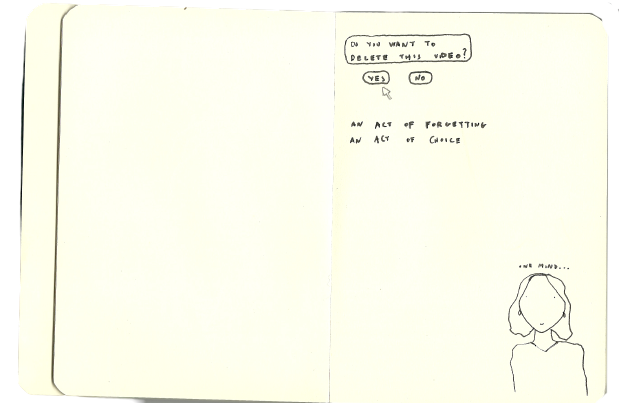 DO YOU WANT TO
DELETE THIS VIDEO?
YES NO
AN ACT OF FORGETTING
AN ACT OF CHOICE
ONE MIND...